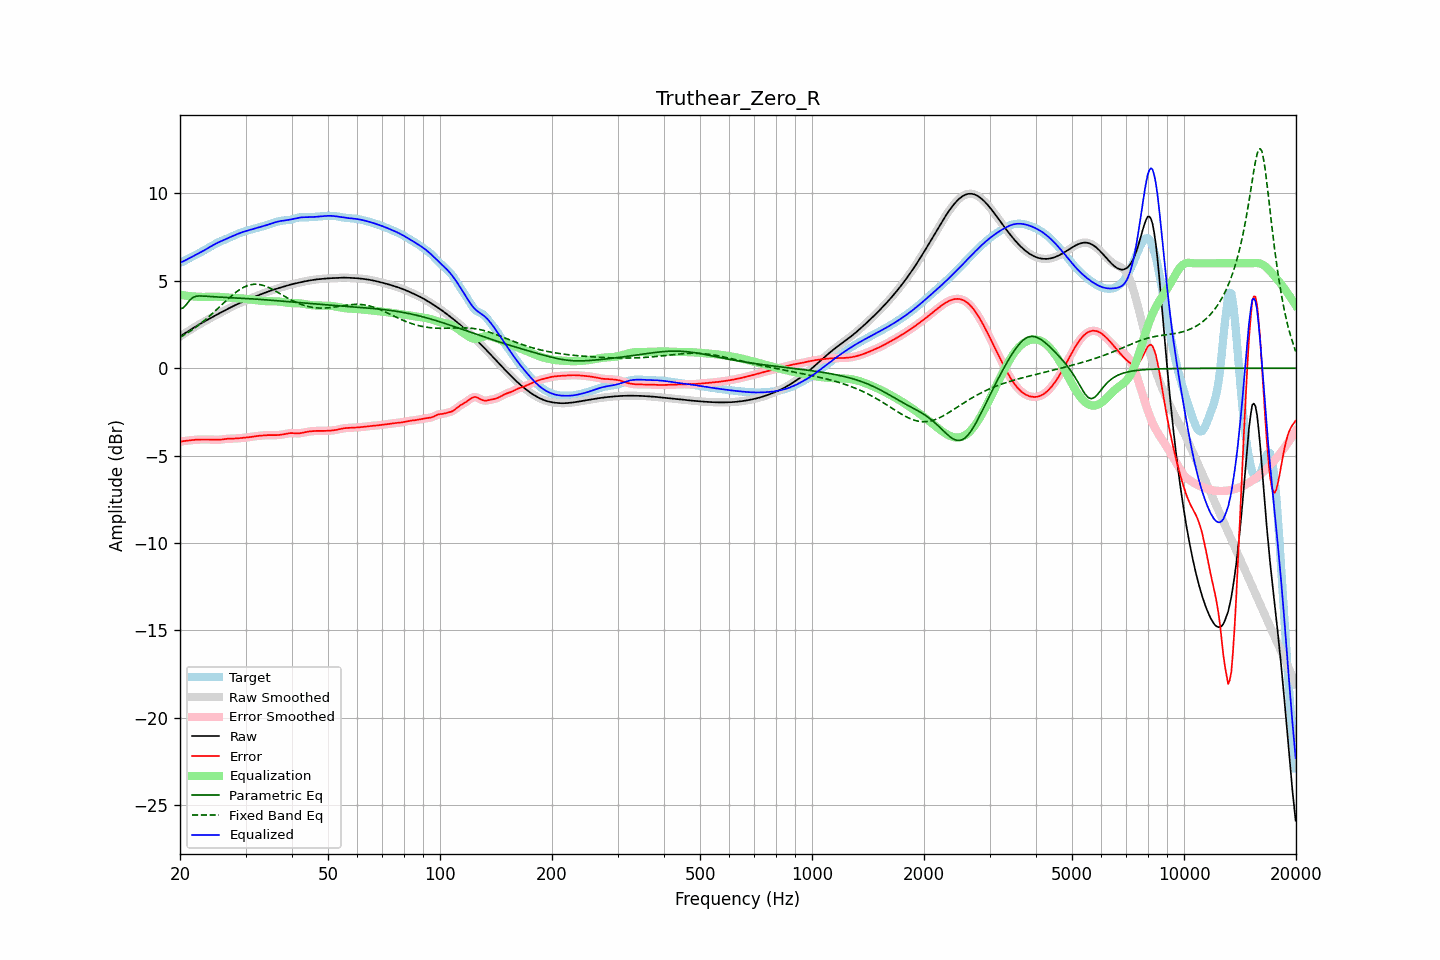 Truthear_Zero_R
Amplitude (dBr)
10
5
0
−5
−10
−15
−20
−25
Target
Raw Smoothed
Error Smoothed
Raw
Error
Equalization
Parametric Eq
Fixed Band Eq
Equalized
20 50 100 200 500 1000 2000 5000 10000 20000
Frequency (Hz)